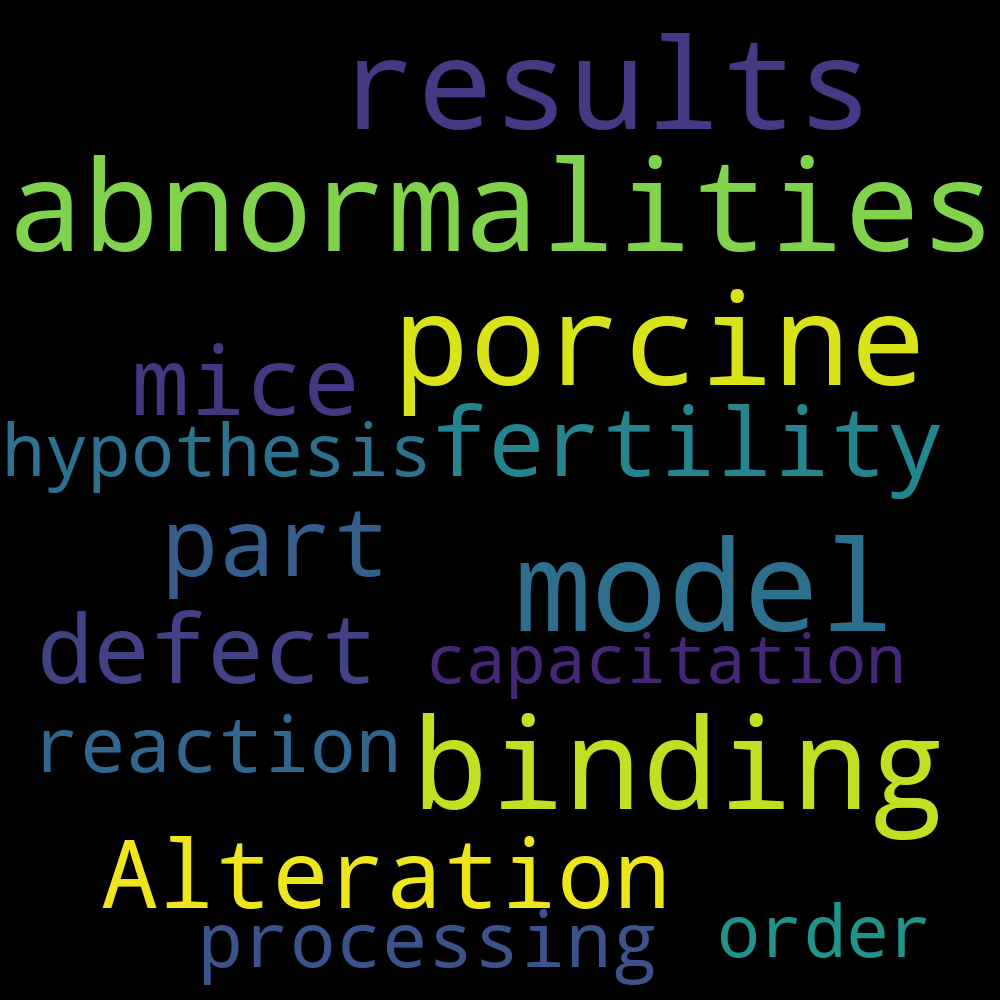 results
abnormalities
porcine
mice
hypothesis fertility
part
model
defect
capacitation
reaction
binding
Alteration
processing
order